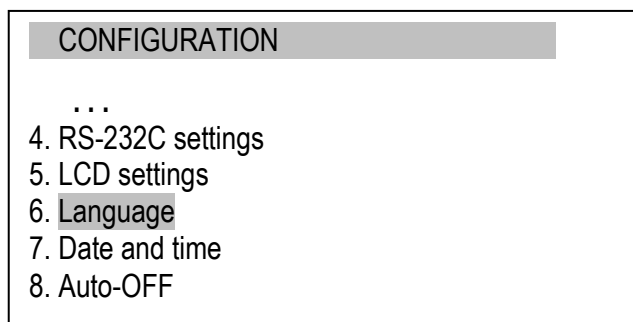 CONFIGURATION
...
4. RS-232C settings
5. LCD settings
6. Language
7. Date and time
8. Auto-OFF